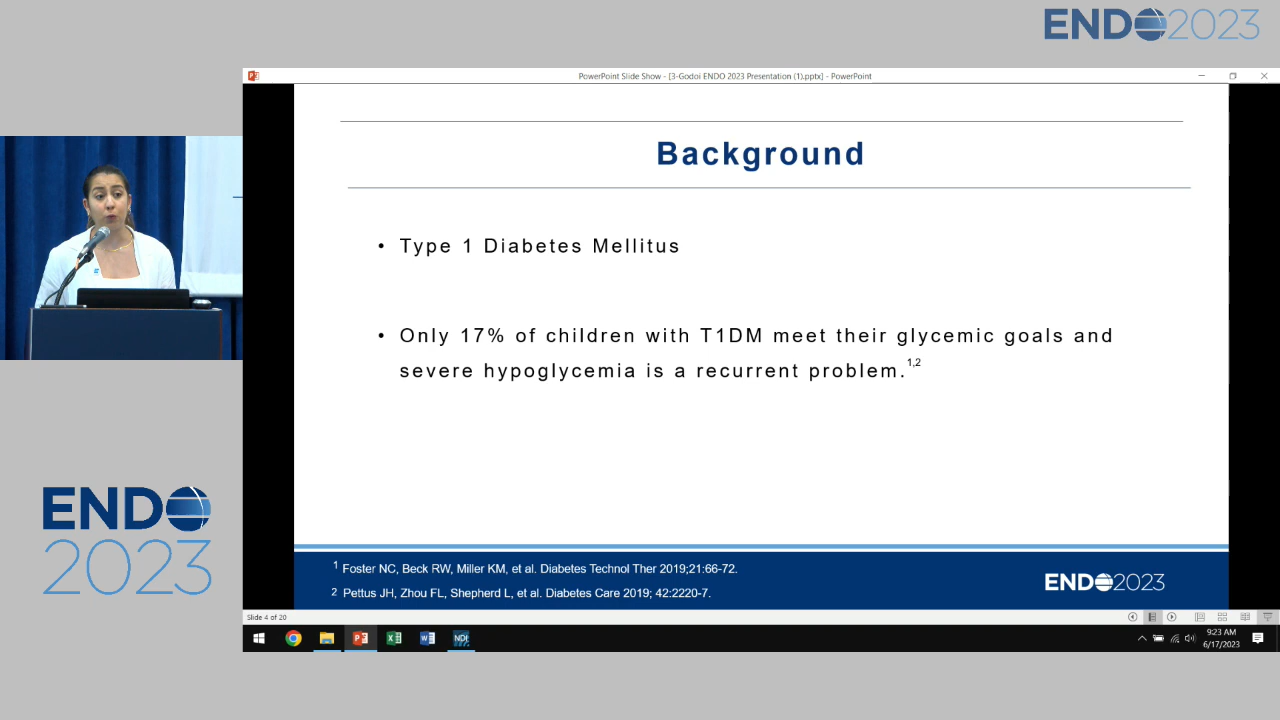 END 2023
PowerPoint Slide Show - [3-Godoi ENDO 2023 Presentation (1).pptx] - PowerPoint
Background
• Type 1 Diabetes Mellitus
• Only 17% of children with T1DM meet their glycemic goals and
severe hypoglycemia is a recurrent problem.1,2
1 Foster NC, Beck RW, Miller KM, et al. Diabetes Technol Ther 2019;21:66-72.
2 Pettus JH, Zhou FL, Shepherd L, et al. Diabetes Care 2019; 42:2220-7.
ENDO2023
ENDO
2023
Slide 4 of 20
9:23 AM
6/17/2023